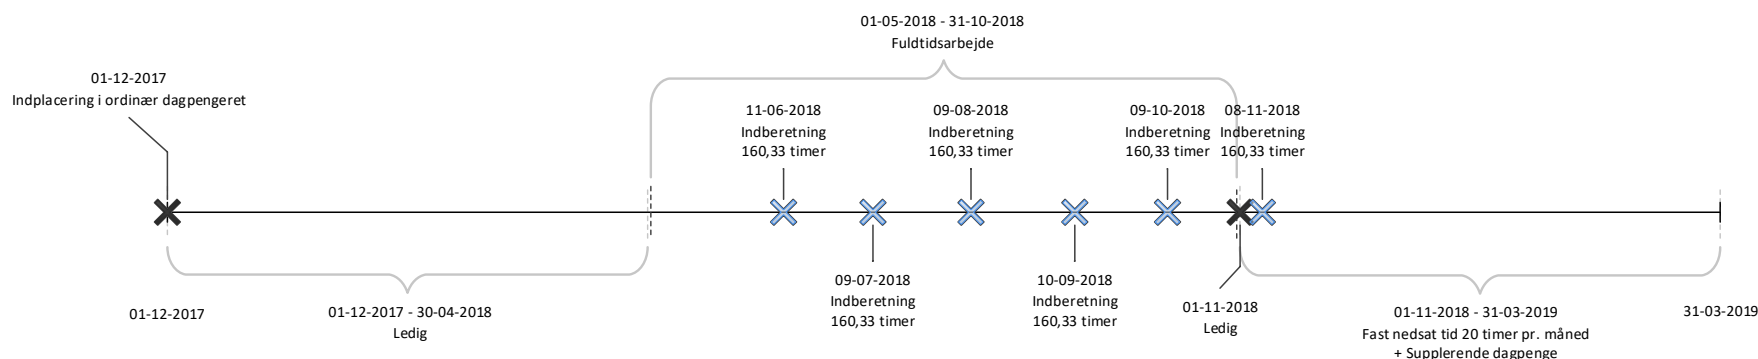 01-05-2018 - 31-10-2018
Fuldtidsarbejde
01-12-2017
Indplacering i ordinær dagpengeret
11-06-2018
Indberetning
160,33 timer
09-08-2018
Indberetning
160,33 timer
09-10-2018
Indberetning
160,33 timer
08-11-2018
Indberetning
160,33 timer
09-07-2018
Indberetning
160,33 timer
10-09-2018
Indberetning
160,33 timer
01-11-2018
Ledig
01-12-2017
01-12-2017 - 30-04-2018
Ledig
01-11-2018 - 31-03-2019
Fast nedsat tid 20 timer pr. måned
+ Supplerende dagpenge
31-03-2019